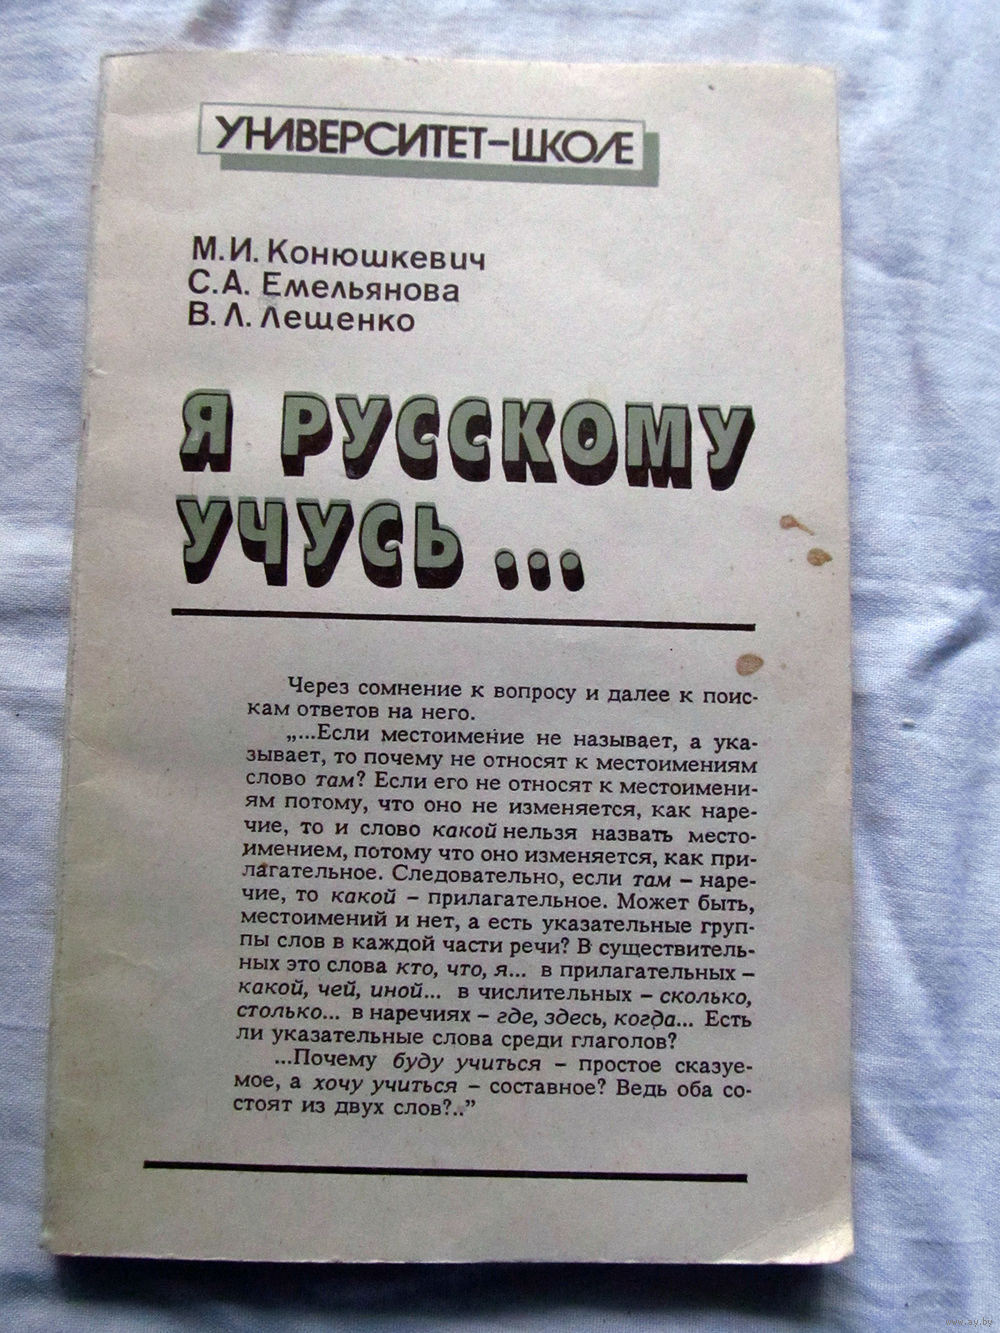 УНИВЕРСИТЕТ–ШКОЛЕ
М.И. Конюшкевич
С.А. Емельянова
В.Л. Лещенко
Я РУССКОМУ
УЧУСЬ...
Через сомнение к вопросу и далее к поис-
кам ответов на него.
„...Если местоимение не называет, а ука-
зывает, то почему не относят к местоимениям
слово там? Если его не относят к местоимени-
ям потому, что оно не изменяется, как наре-
чие, то и слово какой нельзя назвать место-
имением, потому что оно изменяется, как при-
лагательное. Следовательно, если там – наре-
чие, то какой – прилагательное. Может быть,
местоимений и нет, а есть указательные груп-
пы слов в каждой части речи? В существитель-
ных это слова кто, что, я... в прилагательных –
какой, чей, иной... в числительных – сколько,
столько... в наречиях – где, здесь, когда... Есть
ли указательные слова среди глаголов?
...Почему буду учиться – простое сказуе-
мое, а хочу учиться – составное? Ведь оба со-
стоят из двух слов?..”
www.ay.by